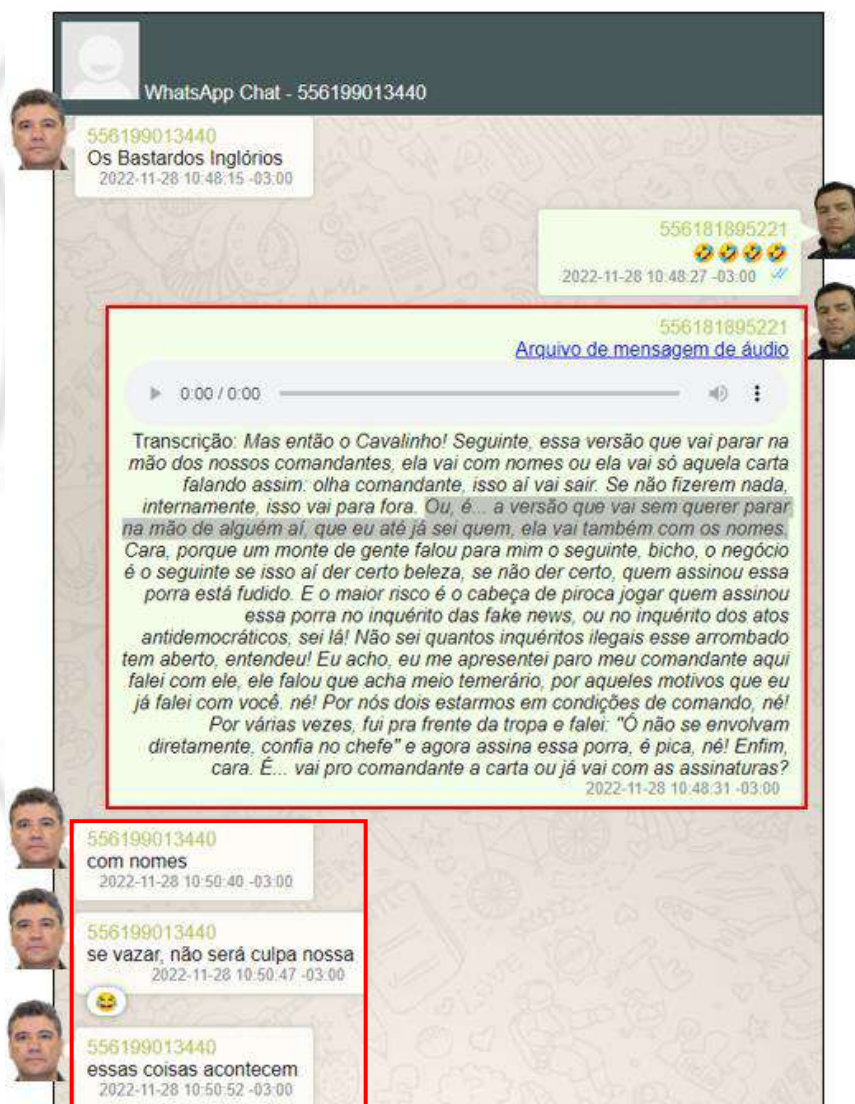 WhatsApp Chat - 556199013440
556199013440
Os Bastardos Inglórios
2022-11-28 10:48:15 -03:00
556181895221
🤣🤣🤣🤣
2022-11-28 10:48:27 -03:00
556181895221
Arquivo de mensagem de áudio
0:00 / 0:00
Transcrição: Mas então o Cavalinho! Seguinte, essa versão que vai parar na
mão dos nossos comandantes, ela vai com nomes ou ela vai só aquela carta
falando assim: olha comandante, isso aí vai sair. Se não fizerem nada,
internamente, isso vai para fora. Ou, é... a versão que vai sem querer parar
na mão de alguém aí, que eu até já sei quem, ela vai também com os nomes.
Cara, porque um monte de gente falou para mim o seguinte, bicho, o negócio
é o seguinte se isso aí der certo beleza, se não der certo, quem assinou essa
porra está fudido. E o maior risco é o cabeça de piroca jogar quem assinou
essa porra no inquérito das fake news, ou no inquérito dos atos
antidemocráticos, sei lá! Não sei quantos inquéritos ilegais esse arrombado
tem aberto, entendeu! Eu acho, eu me apresentei paro meu comandante aqui
falei com ele, ele falou que acha meio temerário, por aqueles motivos que eu
já falei com você. né! Por nós dois estarmos em condições de comando, né!
Por várias vezes, fui pra frente da tropa e falei: "Ó não se envolvam
diretamente, confia no chefe" e agora assina essa porra, é pica, né! Enfim,
cara. É... vai pro comandante a carta ou já vai com as assinaturas?
2022-11-28 10:48:31 -03:00
556199013440
com nomes
2022-11-28 10:50:40 -03:00
556199013440
se vazar, não será culpa nossa
2022-11-28 10:50:47 -03:00
😂
556199013440
essas coisas acontecem
2022-11-28 10:50:52 -03:00